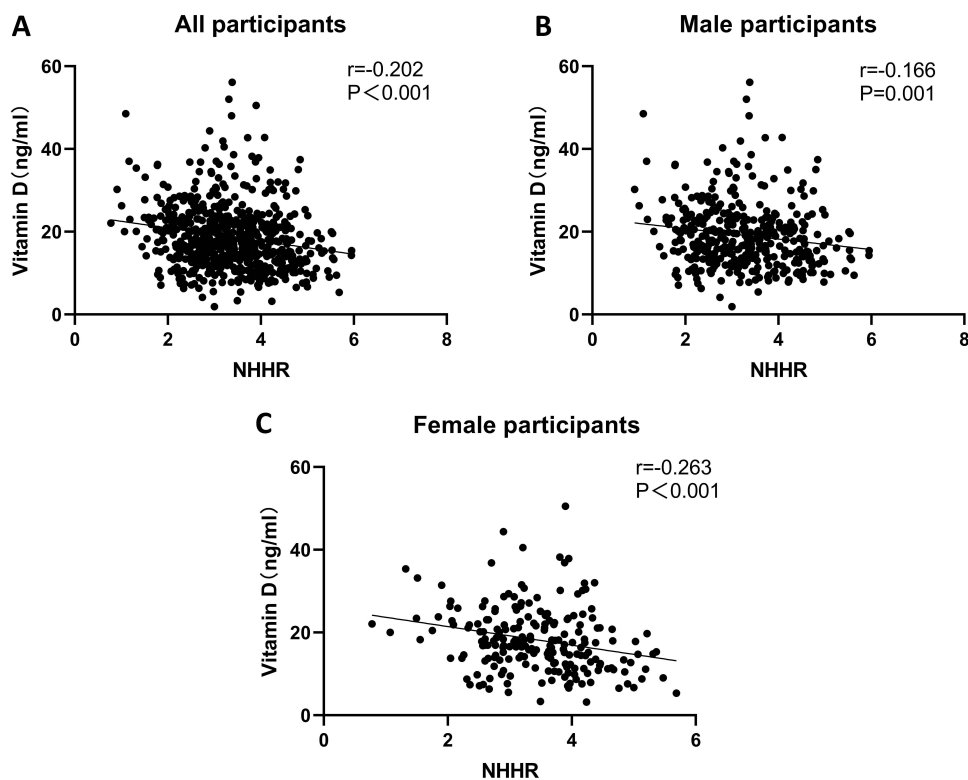 A
All participants
r=-0.202
P＜0.001
Vitamin D（ng/ml）
60
40
20
0
0 2 4 6 8
NHHR
B
Male participants
r=-0.166
P=0.001
Vitamin D（ng/ml）
60
40
20
0
0 2 4 6 8
NHHR
C
Female participants
r=-0.263
P＜0.001
Vitamin D（ng/ml）
60
40
20
0
0 2 4 6
NHHR